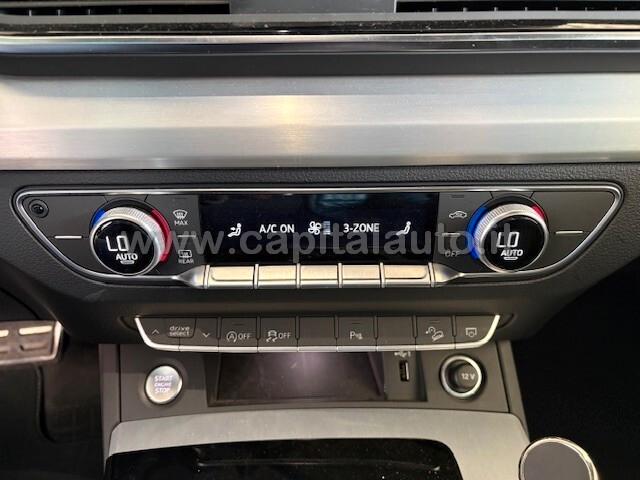 MAX
A/C ON
3-ZONE
LO
AUTO
REAR
OFF
LO
AUTO
www.capitalauto.it
drive
select
OFF
OFF
P
START
ENGINE
STOP
12 V